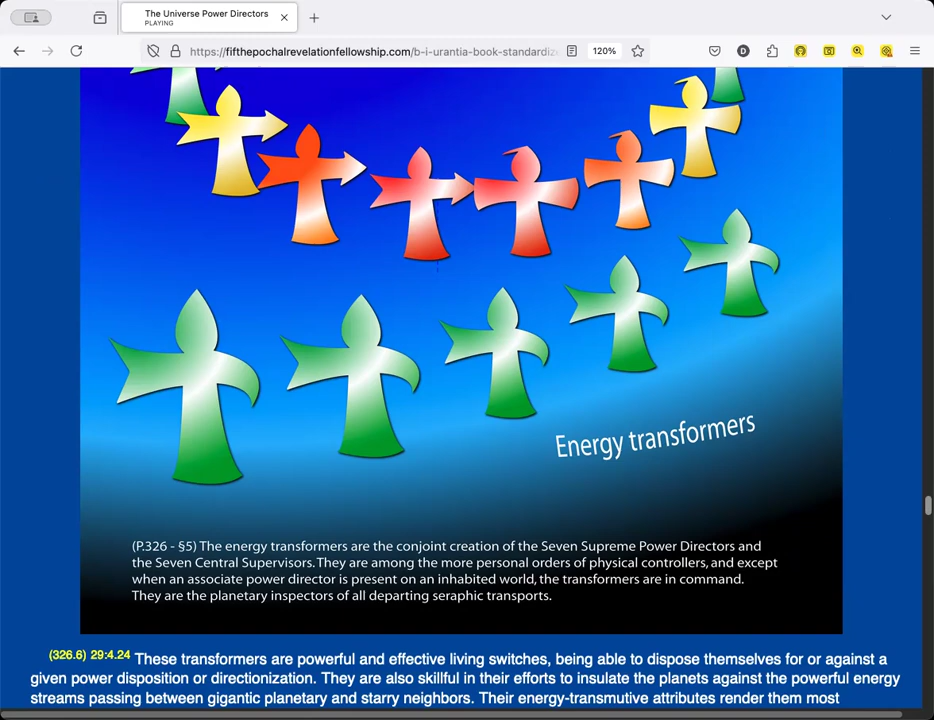 The Universe Power Directors
PLAYING
https://fifthepochalrevelationfellowship.com/b-i-urantia-book-standardiz
120%
D
Energy transformers
(P.326 - §5) The energy transformers are the conjoint creation of the Seven Supreme Power Directors and
the Seven Central Supervisors. They are among the more personal orders of physical controllers, and except
when an associate power director is present on an inhabited world, the transformers are in command.
They are the planetary inspectors of all departing seraphic transports.
(326.6) 29:4.24 These transformers are powerful and effective living switches, being able to dispose themselves for or against a
given power disposition or directionization. They are also skillful in their efforts to insulate the planets against the powerful energy
streams passing between gigantic planetary and starry neighbors. Their energy-transmutive attributes render them most